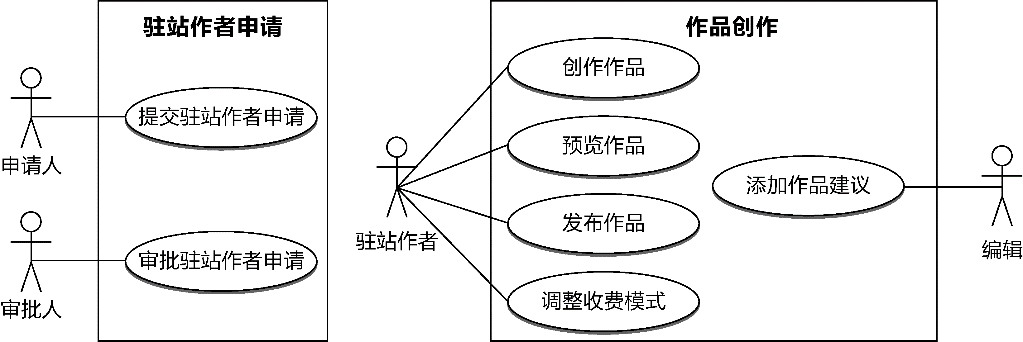 驻站作者申请
提交驻站作者申请
申请人
审批驻站作者申请
审批人
作品创作
创作作品
预览作品
添加作品建议
驻站作者
发布作品
编辑
调整收费模式